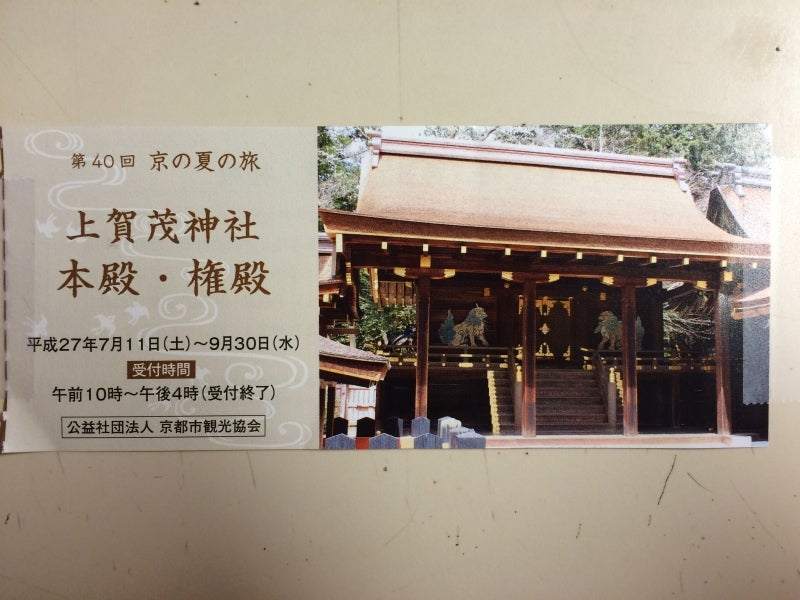 第40回 京の夏の旅
上賀茂神社
本殿・権殿
平成27年7月11日(土)〜9月30日(水)
受付時間
午前10時〜午後4時(受付終了)
公益社団法人 京都市観光協会